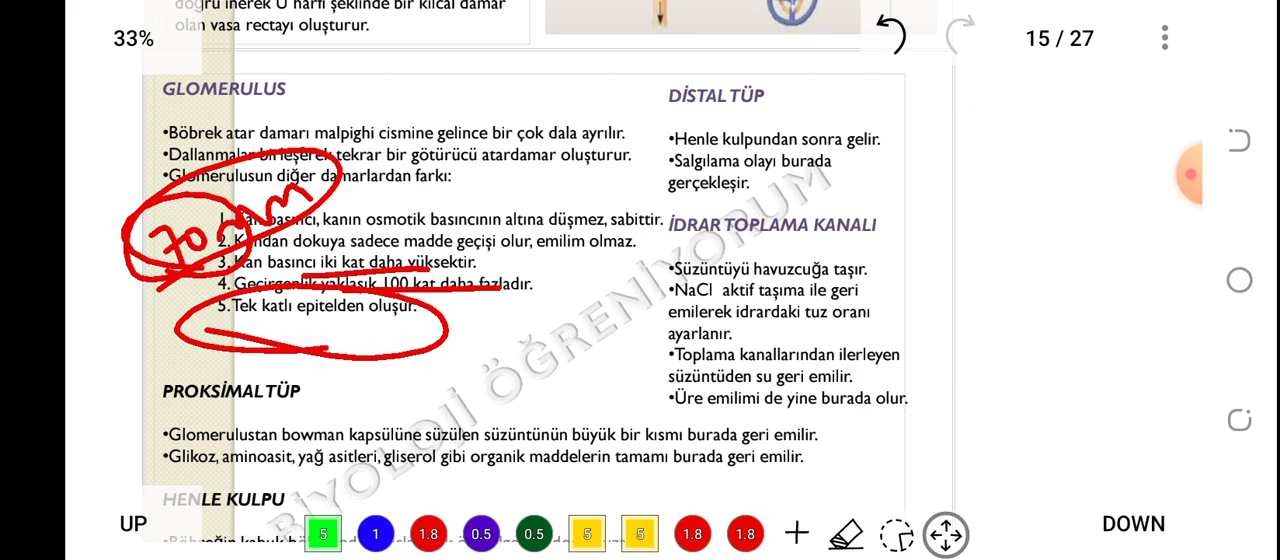 doğru inerek U harfi şeklinde bir kılcal damar
olan vasa rectayı oluşturur.
33%
15 / 27
GLOMERULUS
•Böbrek atar damarı malpighi cismine gelince bir çok dala ayrılır.
•Dallanmalar birleşerek tekrar bir götürücü atardamar oluşturur.
•Glomerulusun diğer damarlardan farkı:
1. Kan basıncı, kanın osmotik basıncının altına düşmez, sabittir.
2. Kandan dokuya sadece madde geçişi olur, emilim olmaz.
3. Kan basıncı iki kat daha yüksektir.
4. Geçirgenlik yaklaşık 100 kat daha fazladır.
5. Tek katlı epitelden oluşur.
70 mm
PROKSİMAL TÜP
•Glomerulustan bowman kapsülüne süzülen süzüntünün büyük bir kısmı burada geri emilir.
•Glikoz, aminoasit, yağ asitleri, gliserol gibi organik maddelerin tamamı burada geri emilir.
HENLE KULPU
DİSTAL TÜP
•Henle kulpundan sonra gelir.
•Salgılama olayı burada
gerçekleşir.
İDRAR TOPLAMA KANALI
•Süzüntüyü havuzcuğa taşır.
•NaCl aktif taşıma ile geri
emilerek idrardaki tuz oranı
ayarlanır.
•Toplama kanallarından ilerleyen
süzüntüden su geri emilir.
•Üre emilimi de yine burada olur.
BİYOLOJİ ÖĞRENİYORUM
UP
5 1 1.8 0.5 0.5 5 5 1.8 1.8
DOWN